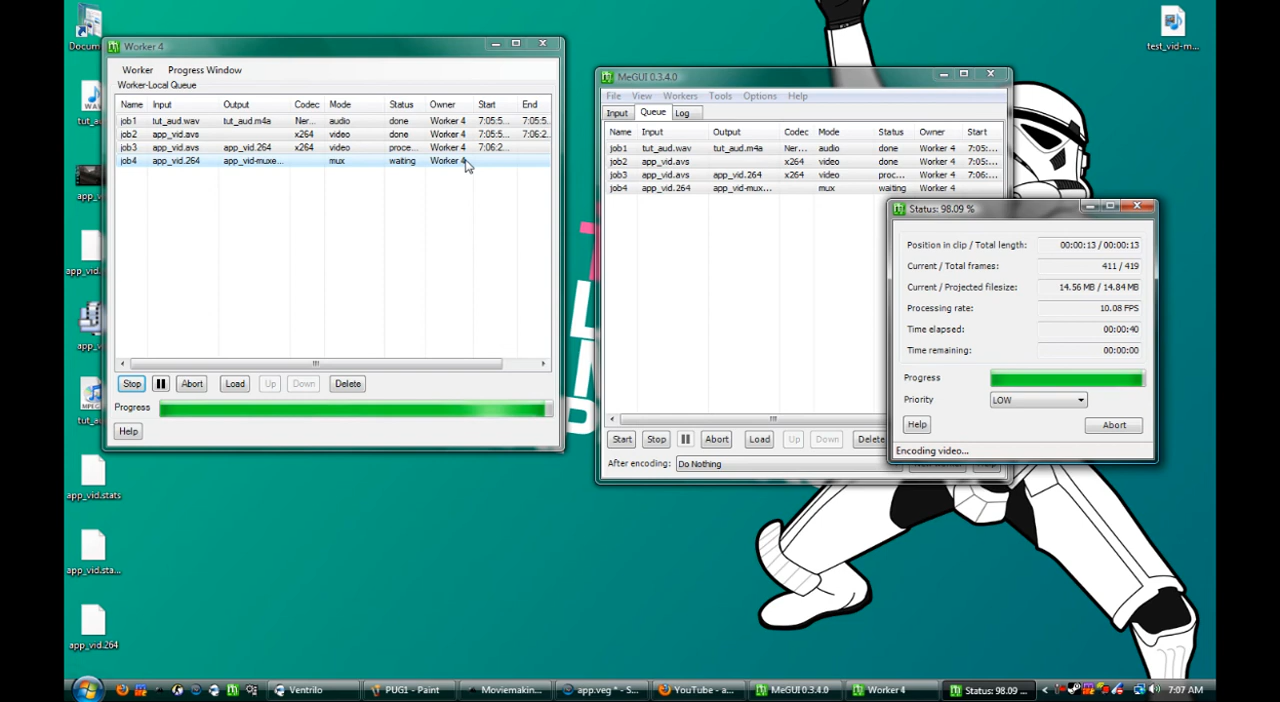 Docum...
test_vid-m...
tut_au
app_
app_vid.
app_vi
tut_au
app_vid.stats
app_vid.sta...
app_vid.264
Worker 4
Worker Progress Window
Worker-Local Queue
Name Input Output Codec Mode Status Owner Start End
job1 tut_aud.wav tut_aud.m4a Ner... audio done Worker 4 7:05:5... 7:05:5...
job2 app_vid.avs x264 video done Worker 4 7:05:5... 7:06:2...
job3 app_vid.avs app_vid.264 x264 video proce... Worker 4 7:06:2...
job4 app_vid.264 app_vid-muxe... mux waiting Worker 4
Stop Abort Load Up Down Delete
Progress
Help
MeGUI 0.3.4.0
File View Workers Tools Options Help
Input Queue Log
Name Input Output Codec Mode Status Owner Start
job1 tut_aud.wav tut_aud.m4a Ner... audio done Worker 4 7:05:...
job2 app_vid.avs x264 video done Worker 4 7:05:...
job3 app_vid.avs app_vid.264 x264 video proc... Worker 4 7:06:...
job4 app_vid.264 app_vid-mux... mux waiting Worker 4
Start Stop Abort Load Up Down Delete
After encoding: Do Nothing
Status: 98.09 %
Position in clip / Total length: 00:00:13 / 00:00:13
Current / Total frames: 411 / 419
Current / Projected filesize: 14.56 MB / 14.84 MB
Processing rate: 10.08 FPS
Time elapsed: 00:00:40
Time remaining: 00:00:00
Progress
Priority LOW
Help Abort
Encoding video...
Ventrilo PUG1 - Paint Moviemakin... app.veg * - S... YouTube - a... MeGUI 0.3.4.0 Worker 4 Status: 98.09 ... 7:07 AM